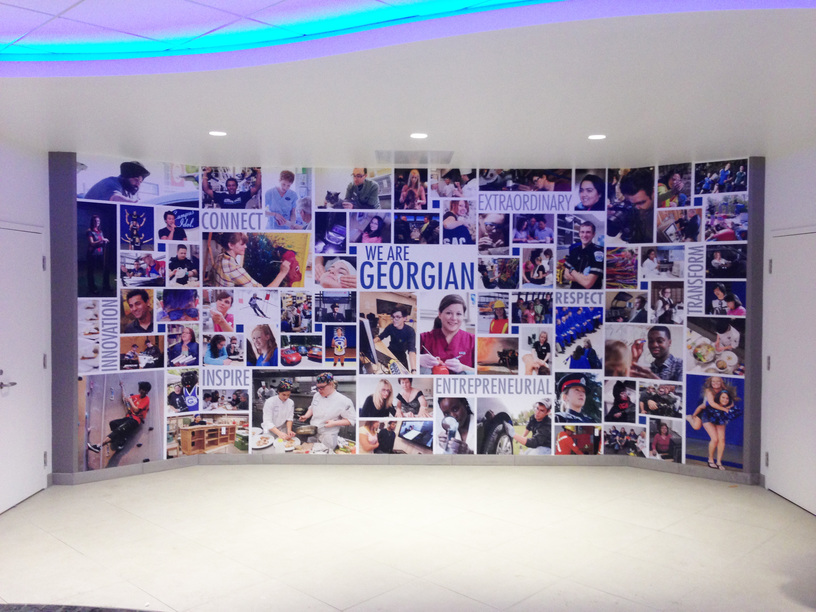 CONNECT
EXTRAORDINARY
WE ARE
GEORGIAN
TRANSFORM
INNOVATION
RESPECT
INSPIRE
ENTREPRENEURIAL